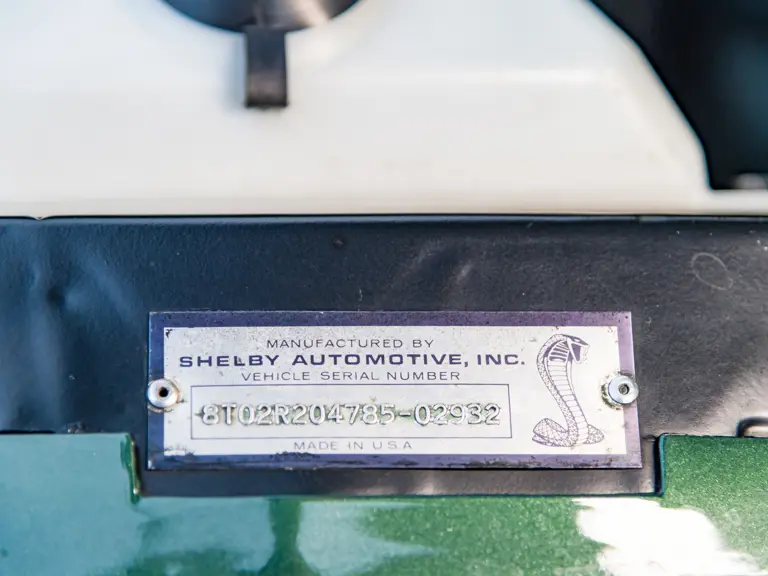 MANUFACTURED BY
SHELBY AUTOMOTIVE, INC.
VEHICLE SERIAL NUMBER
8T02R204785-02932
MADE IN U.S.A